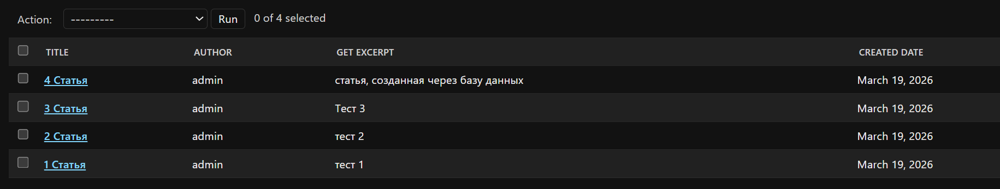 Action: --------- Run 0 of 4 selected
TITLE AUTHOR GET EXCERPT CREATED DATE
4 Статья admin статья, созданная через базу данных March 19, 2026
3 Статья admin Тест 3 March 19, 2026
2 Статья admin тест 2 March 19, 2026
1 Статья admin тест 1 March 19, 2026